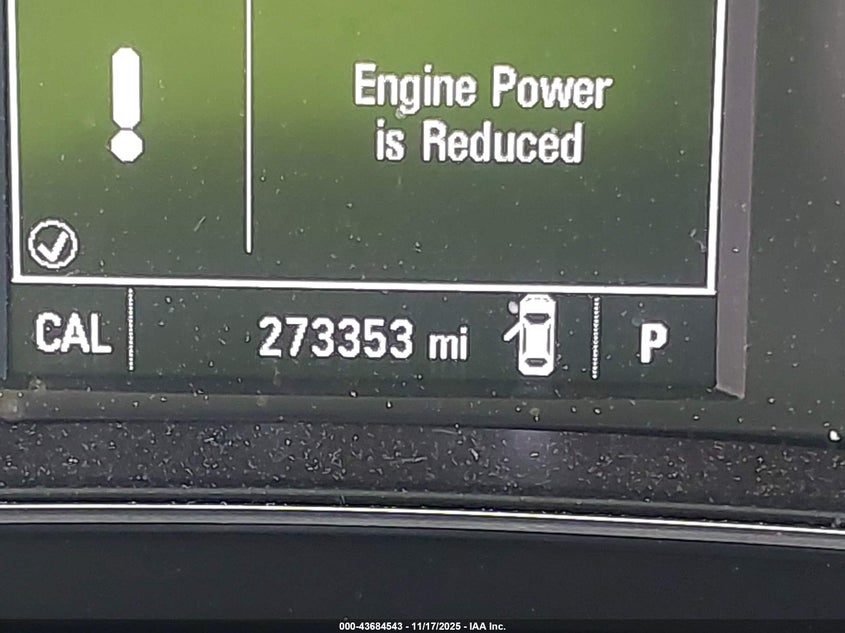 Engine Power
is Reduced
CAL 273353 mi P
000-43684543 - 11/17/2025 - IAA Inc.